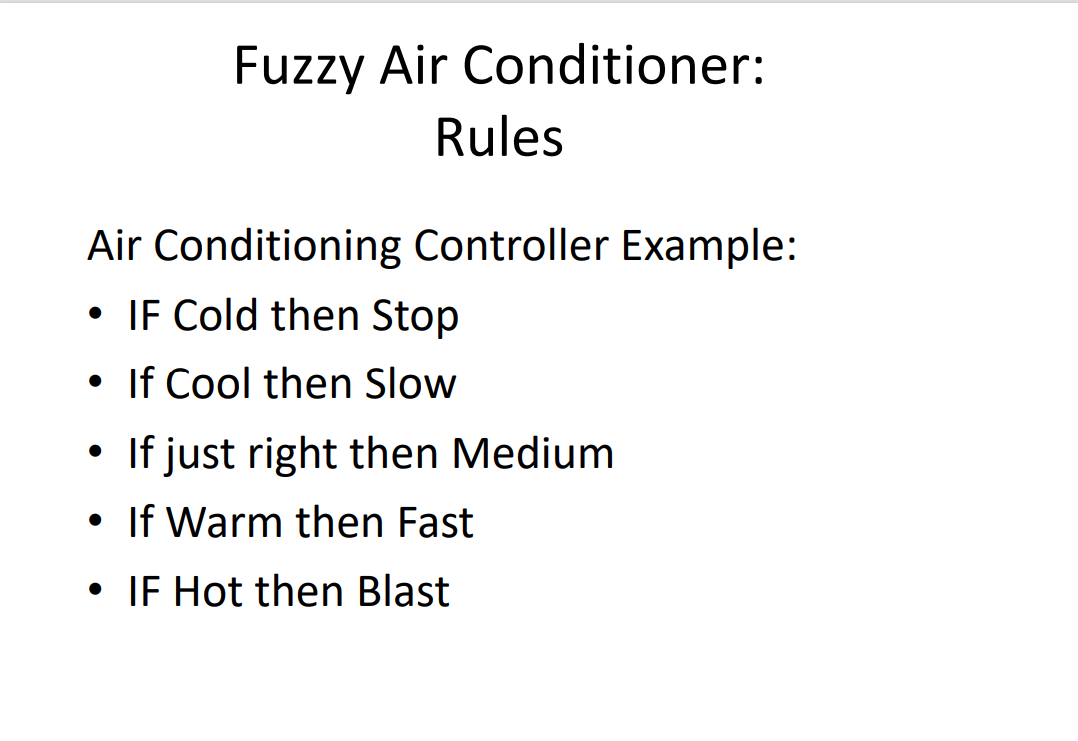 Fuzzy Air Conditioner:
Rules
Air Conditioning Controller Example:
• IF Cold then Stop
• If Cool then Slow
• If just right then Medium
• If Warm then Fast
• IF Hot then Blast